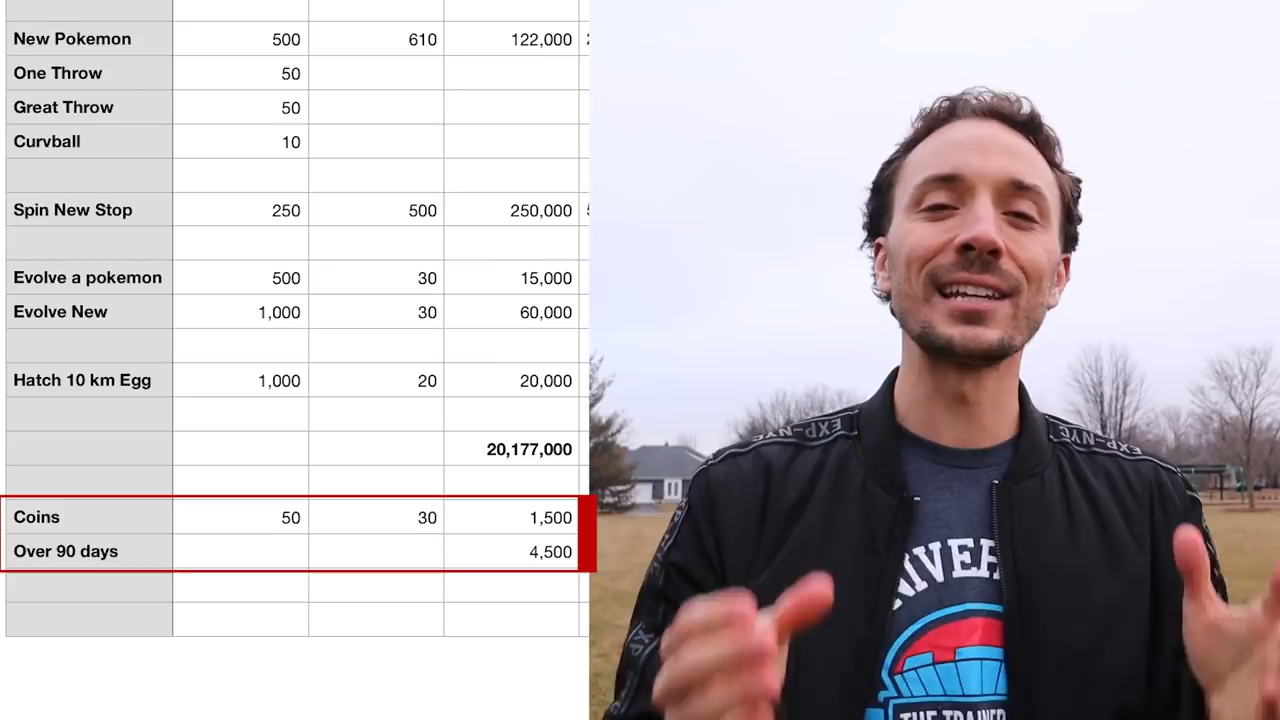 New Pokemon 500 610 122,000
One Throw 50
Great Throw 50
Curvball 10
Spin New Stop 250 500 250,000
Evolve a pokemon 500 30 15,000
Evolve New 1,000 30 60,000
Hatch 10 km Egg 1,000 20 20,000
20,177,000
Coins 50 30 1,500
Over 90 days 4,500
EXP-NYC
EXP-NYC
NIVER
THE TRAINER